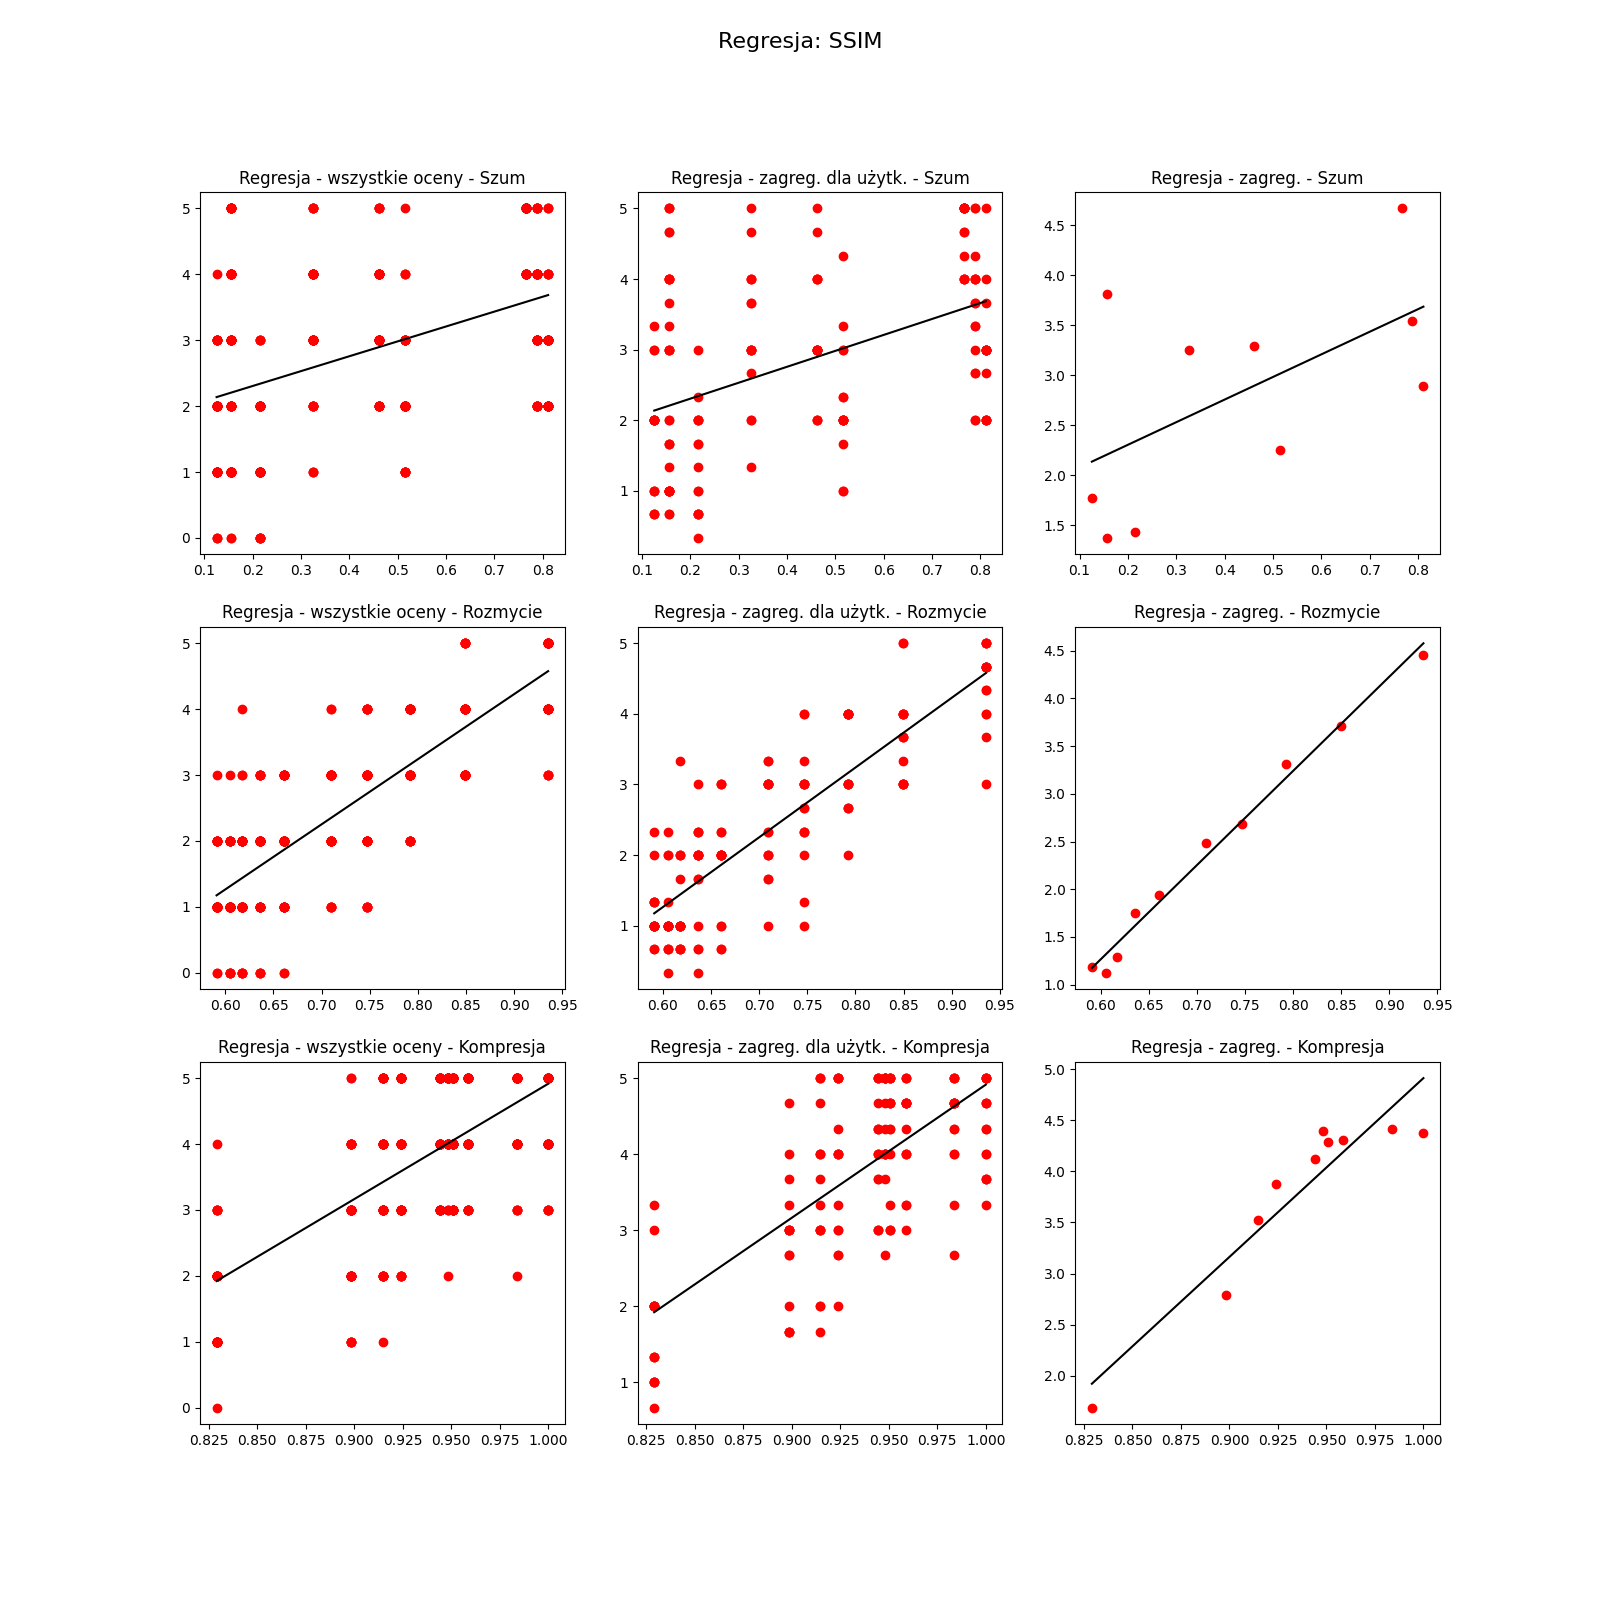 Regresja: SSIM
Regresja - wszystkie oceny - Szum
5
4
3
2
1
0
0.1 0.2 0.3 0.4 0.5 0.6 0.7 0.8
Regresja - zagreg. dla użytk. - Szum
5
4
3
2
1
0.1 0.2 0.3 0.4 0.5 0.6 0.7 0.8
Regresja - zagreg. - Szum
4.5
4.0
3.5
3.0
2.5
2.0
1.5
0.1 0.2 0.3 0.4 0.5 0.6 0.7 0.8
Regresja - wszystkie oceny - Rozmycie
5
4
3
2
1
0
0.60 0.65 0.70 0.75 0.80 0.85 0.90 0.95
Regresja - zagreg. dla użytk. - Rozmycie
5
4
3
2
1
0.60 0.65 0.70 0.75 0.80 0.85 0.90 0.95
Regresja - zagreg. - Rozmycie
4.5
4.0
3.5
3.0
2.5
2.0
1.5
1.0
0.60 0.65 0.70 0.75 0.80 0.85 0.90 0.95
Regresja - wszystkie oceny - Kompresja
5
4
3
2
1
0
0.825 0.850 0.875 0.900 0.925 0.950 0.975 1.000
Regresja - zagreg. dla użytk. - Kompresja
5
4
3
2
1
0.825 0.850 0.875 0.900 0.925 0.950 0.975 1.000
Regresja - zagreg. - Kompresja
5.0
4.5
4.0
3.5
3.0
2.5
2.0
0.825 0.850 0.875 0.900 0.925 0.950 0.975 1.000